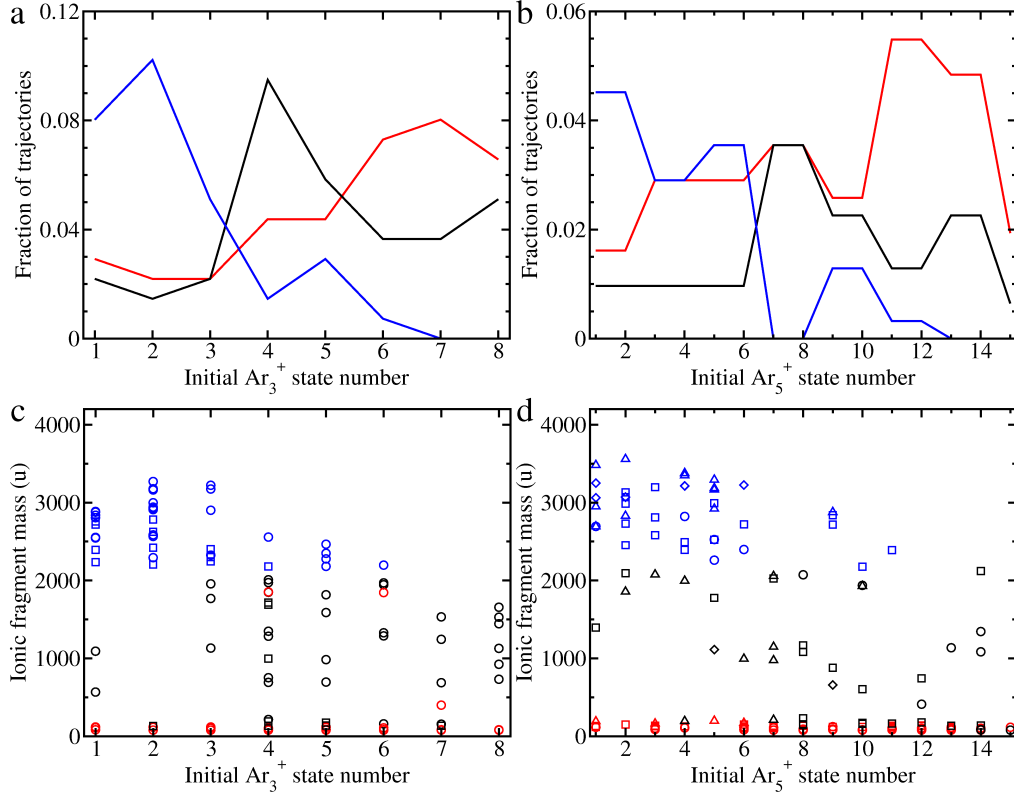 a
0.12
0.08
0.04
0
Fraction of trajectories
1 2 3 4 5 6 7 8
Initial Ar₃⁺ state number
b
0.06
0.04
0.02
0
Fraction of trajectories
2 4 6 8 10 12 14
Initial Ar₅⁺ state number
c
4000
3000
2000
1000
0
Ionic fragment mass (u)
1 2 3 4 5 6 7 8
Initial Ar₃⁺ state number
d
4000
3000
2000
1000
0
Ionic fragment mass (u)
2 4 6 8 10 12 14
Initial Ar₅⁺ state number